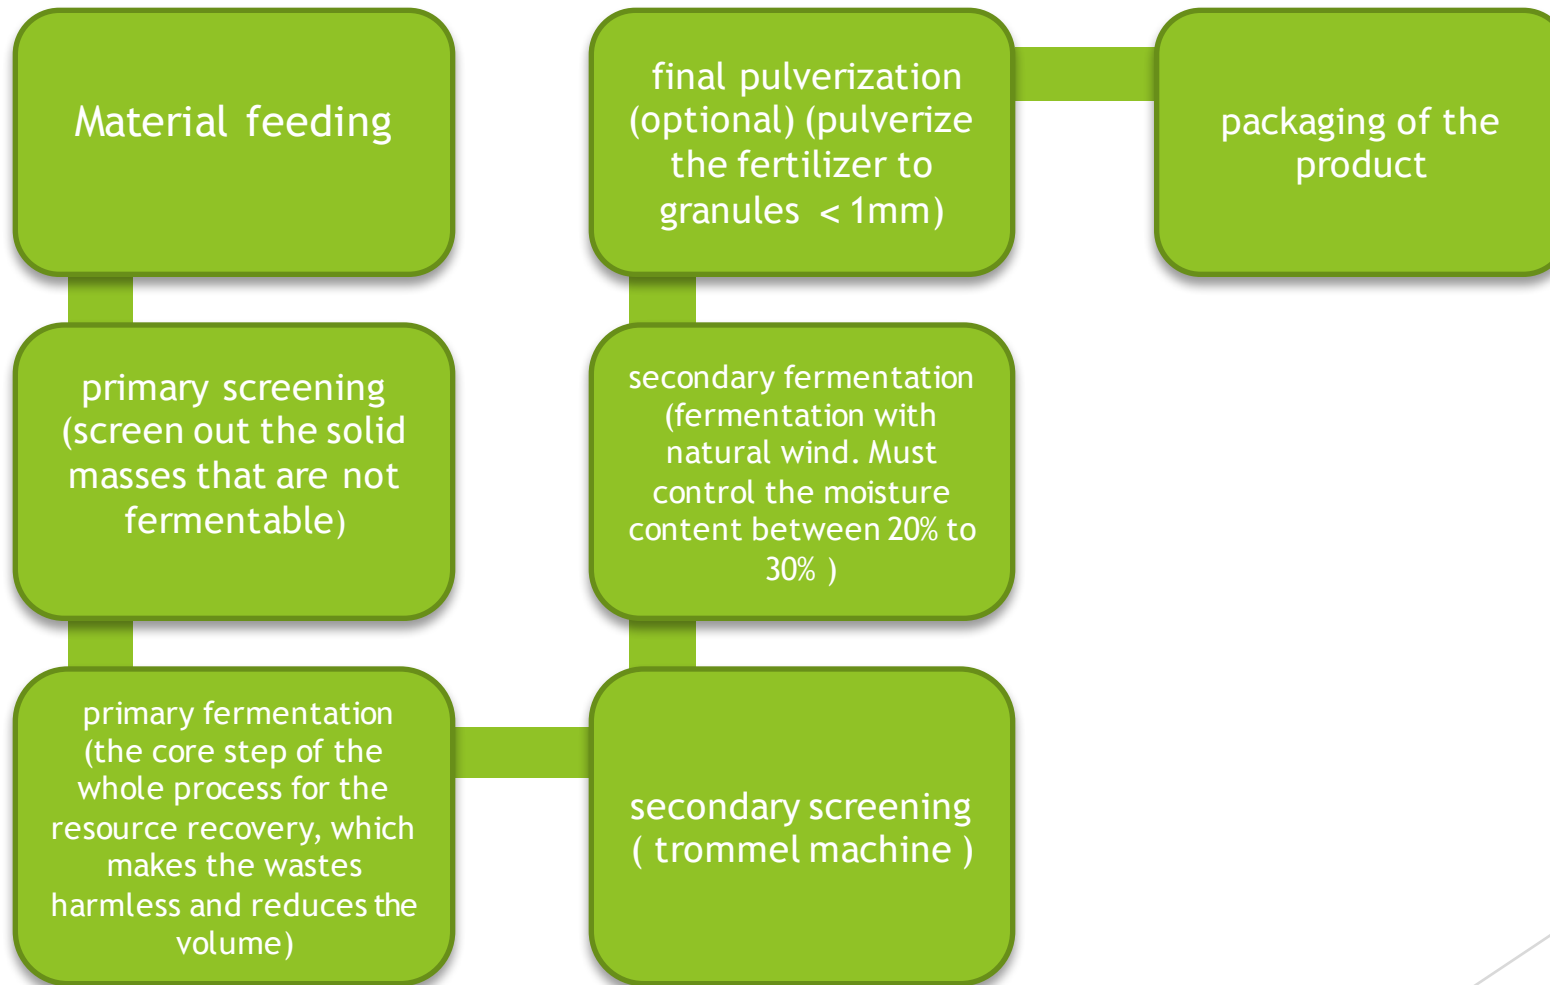 Material feeding
primary screening
(screen out the solid
masses that are not
fermentable)
primary fermentation
(the core step of the
whole process for the
resource recovery, which
makes the wastes
harmless and reduces the
volume)
secondary screening
( trommel machine )
secondary fermentation
(fermentation with
natural wind. Must
control the moisture
content between 20% to
30% )
final pulverization
(optional) (pulverize
the fertilizer to
granules < 1mm)
packaging of the
product